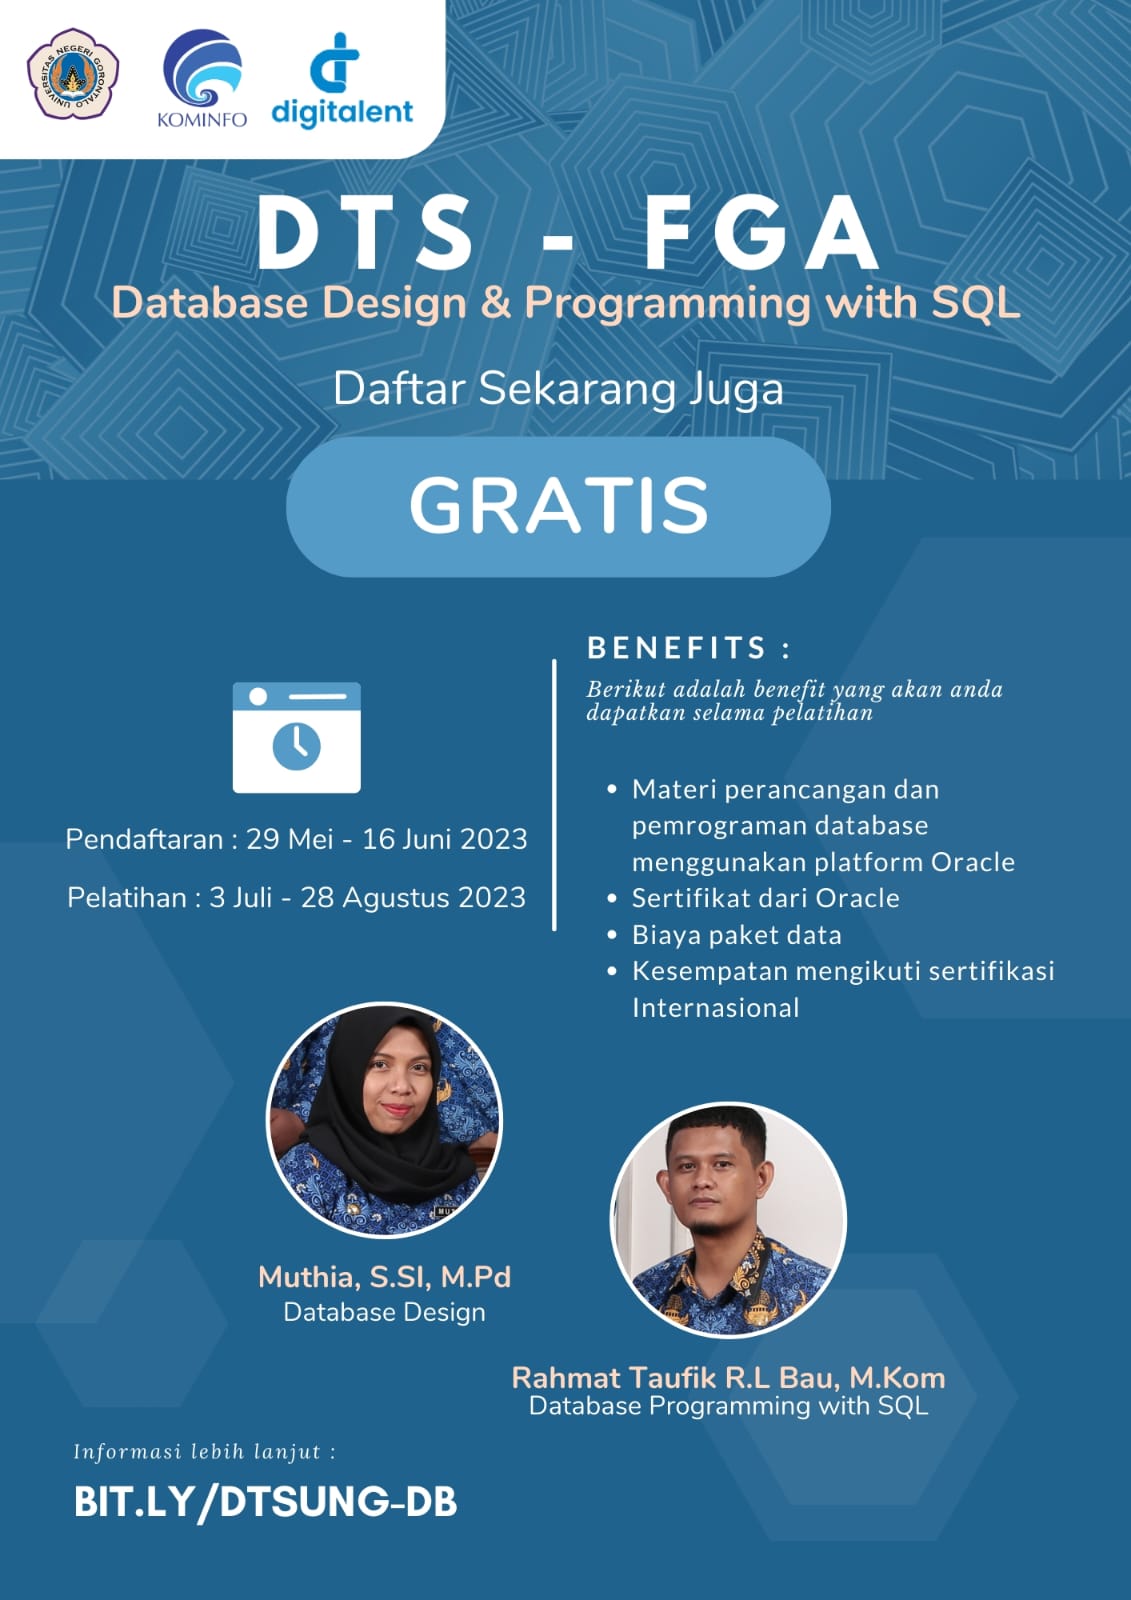 UNIVERSITAS NEGERI GORONTALO
KOMINFO
digitalent
DTS - FGA
Database Design & Programming with SQL
Daftar Sekarang Juga
GRATIS
BENEFITS :
Berikut adalah benefit yang akan anda
dapatkan selama pelatihan
Pendaftaran : 29 Mei - 16 Juni 2023
Pelatihan : 3 Juli - 28 Agustus 2023
• Materi perancangan dan
pemrograman database
menggunakan platform Oracle
• Sertifikat dari Oracle
• Biaya paket data
• Kesempatan mengikuti sertifikasi
Internasional
Muthia, S.SI, M.Pd
Database Design
Rahmat Taufik R.L Bau, M.Kom
Database Programming with SQL
Informasi lebih lanjut :
BIT.LY/DTSUNG-DB